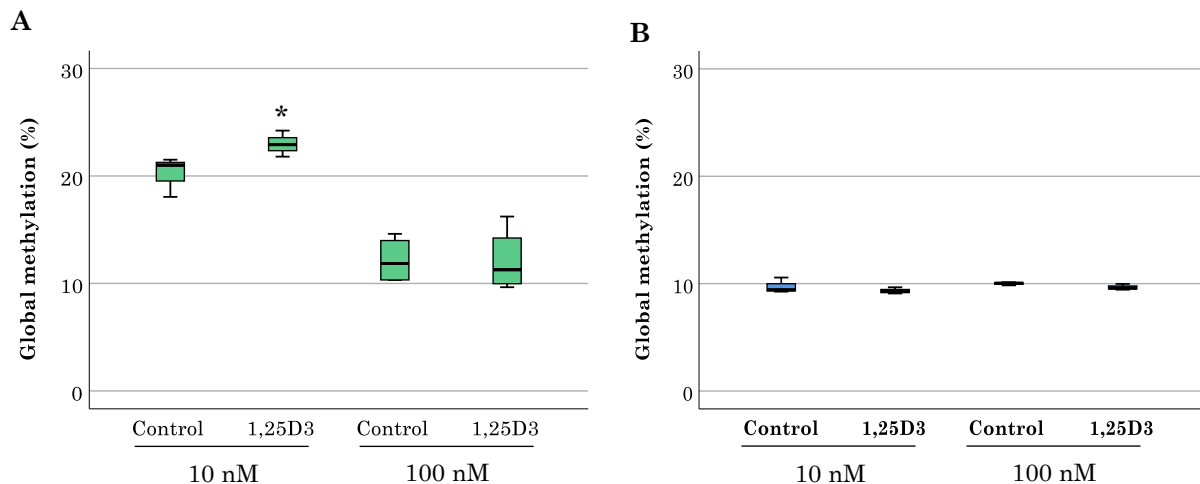 A
Global methylation (%)
30
20
10
0
*
Control 1,25D3 Control 1,25D3
10 nM 100 nM
B
Global methylation (%)
30
20
10
0
Control 1,25D3 Control 1,25D3
10 nM 100 nM